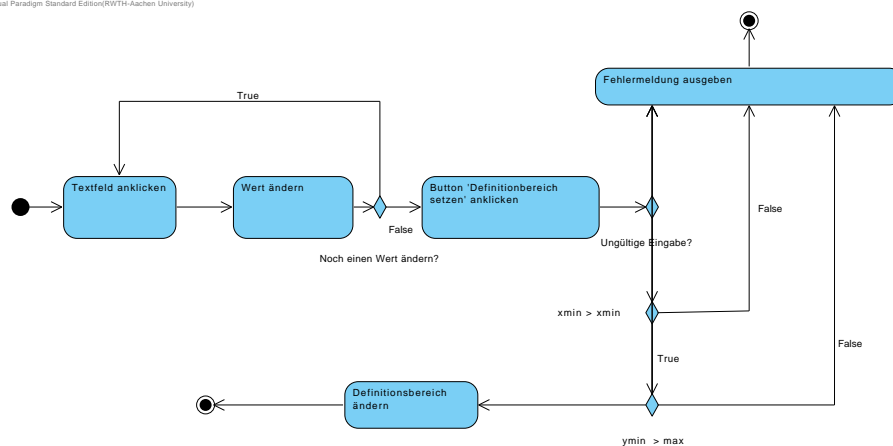 ual Paradigm Standard Edition(RWTH-Aachen University)
Fehlermeldung ausgeben
True
Textfeld anklicken
Wert ändern
Button 'Definitionbereich
setzen' anklicken
False
False
Ungültige Eingabe?
Noch einen Wert ändern?
xmin > xmin
False
True
Definitionsbereich
ändern
ymin > max